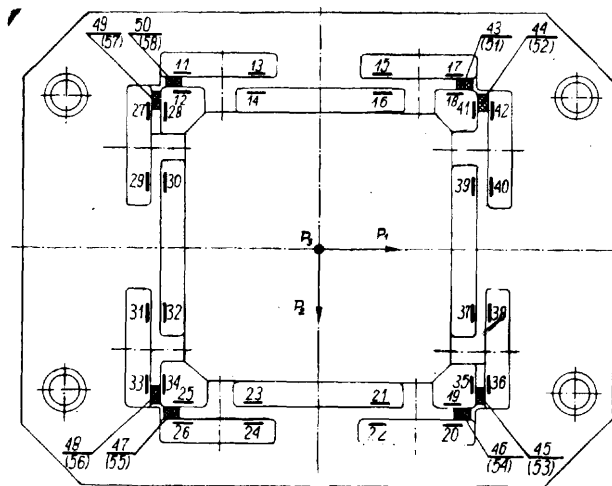 49 50 43 44
(57) (58) (51) (52)
11 13 15 17
12 14 16 18
27 28 41 42
29 30 39 40
P₃ P₁
P₂
31 32 37 38
33 34 35 36
25 23 21 19
26 24 22 20
48 47 46 45
(56) (55) (54) (53)